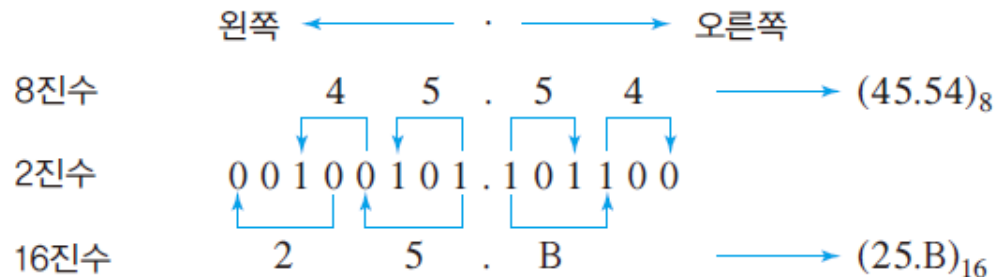 왼쪽 . 오른쪽
8진수 4 5 . 5 4 (45.54)₈
2진수 0 0 1 0 0 1 0 1 . 1 0 1 1 0 0
16진수 2 5 . B (25.B)₁₆